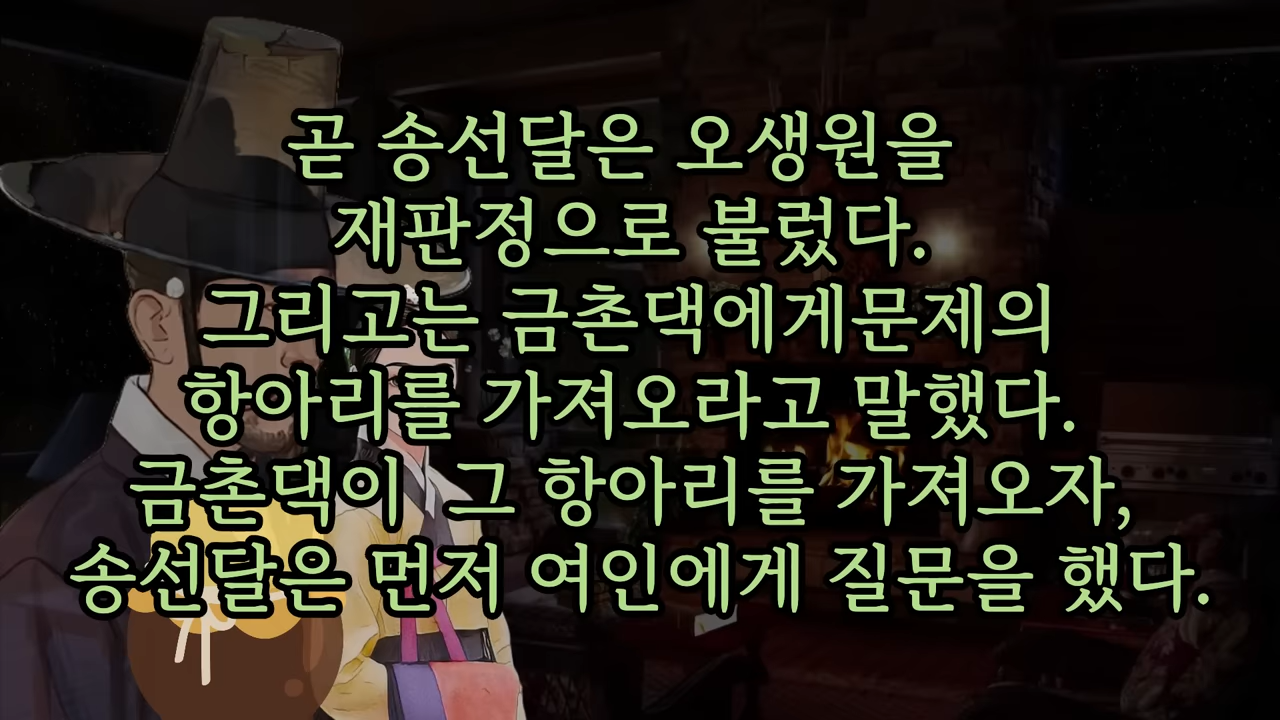 곧 송선달은 오생원을
재판정으로 불렀다.
그리고는 금촌댁에게문제의
항아리를 가져오라고 말했다.
금촌댁이 그 항아리를 가져오자,
송선달은 먼저 여인에게 질문을 했다.